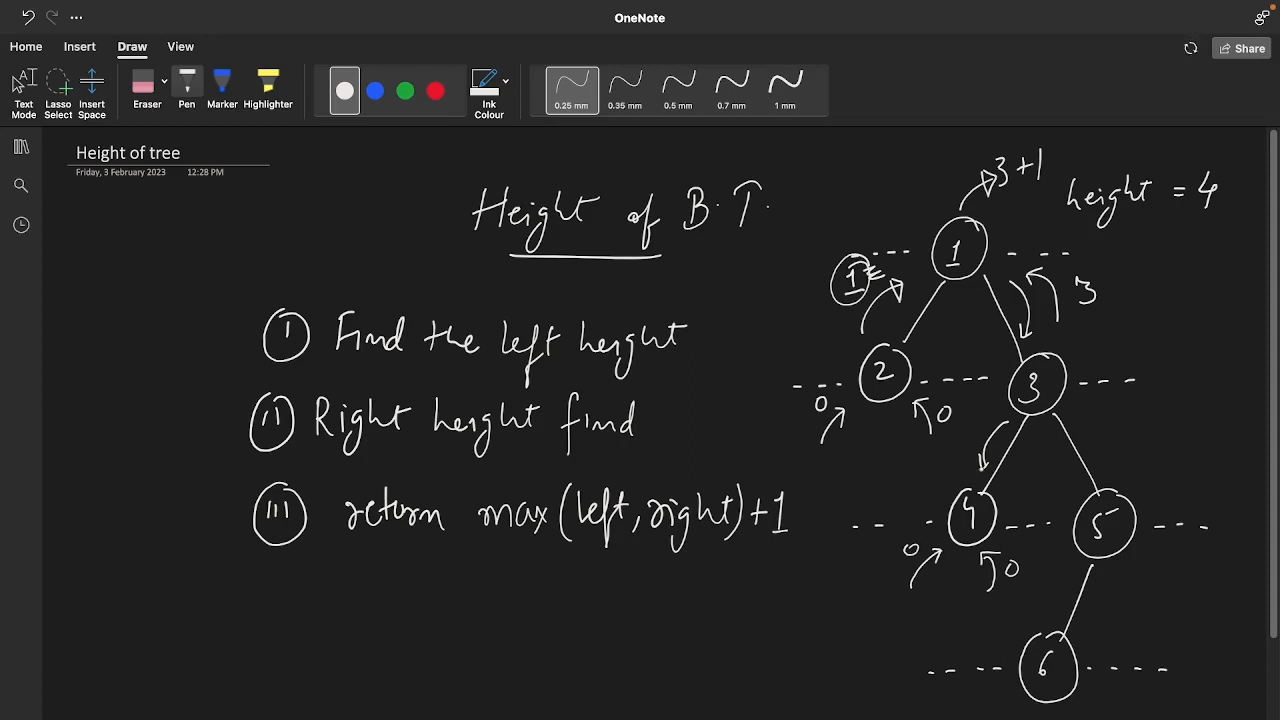 OneNote
Home Insert Draw View
Share
Text Mode
Lasso Select
Insert Space
Eraser
Pen
Marker
Highlighter
Ink Colour
0.25 mm
0.35 mm
0.5 mm
0.7 mm
1 mm
Height of tree
Friday, 3 February 2023 12:28 PM
Height of B.T.
I Find the left height
II Right height find
III return max(left, right)+1
3+1
height = 4
1
1
3
2
3
0
0
4
5
0
0
6